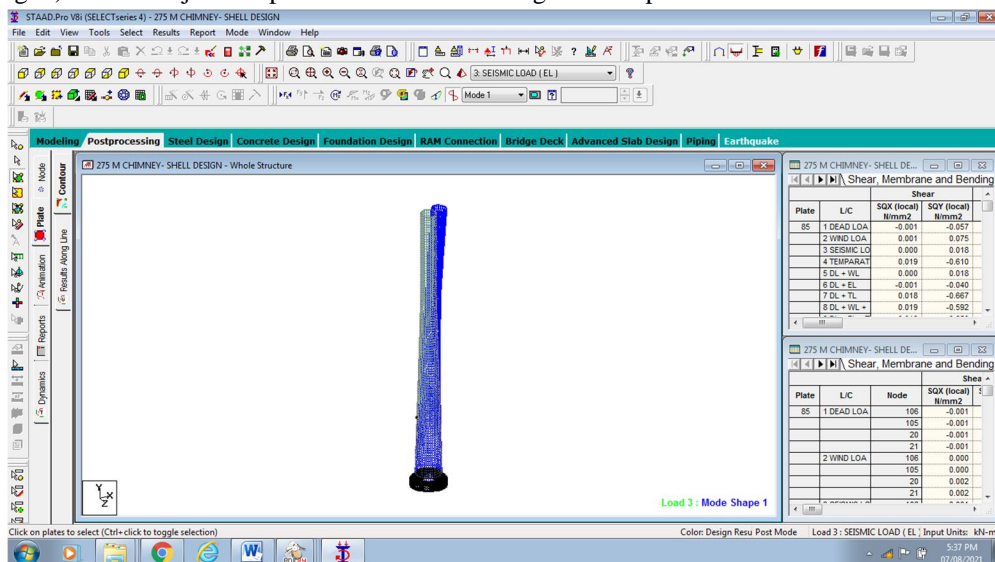 STAAD.Pro V8i (SELECTseries 4) - 275 M CHIMNEY- SHELL DESIGN
File Edit View Tools Select Results Report Mode Window Help
3: SEISMIC LOAD ( EL )
Mode 1
Modeling Postprocessing Steel Design Concrete Design Foundation Design RAM Connection Bridge Deck Advanced Slab Design Piping Earthquake
Node
Plate
Animation
Reports
Dynamics
Contour
Results Along Line
275 M CHIMNEY- SHELL DESIGN - Whole Structure
Y
X
Z
Load 3 : Mode Shape 1
275 M CHIMNEY- SHELL DE...
Shear, Membrane and Bending
Shear
Plate L/C SQX (local) N/mm2 SQY (local) N/mm2
85 1 DEAD LOA -0.001 -0.057
2 WIND LOA 0.001 0.075
3 SEISMIC LO 0.000 0.018
4 TEMPARAT 0.019 -0.610
5 DL + WL 0.000 0.018
6 DL + EL -0.001 -0.040
7 DL + TL 0.018 -0.667
8 DL + WL + 0.019 -0.592
275 M CHIMNEY- SHELL DE...
Shear, Membrane and Bending
Shea
Plate L/C Node SQX (local) N/mm2
85 1 DEAD LOA 106 -0.001
105 -0.001
20 -0.001
21 -0.001
2 WIND LOA 106 0.000
105 0.000
20 0.002
21 0.002
Click on plates to select (Ctrl+click to toggle selection)
Color: Design Resu Post Mode Load 3 : SEISMIC LOAD ( EL ) Input Units: kN-m
5:37 PM
07/08/2021